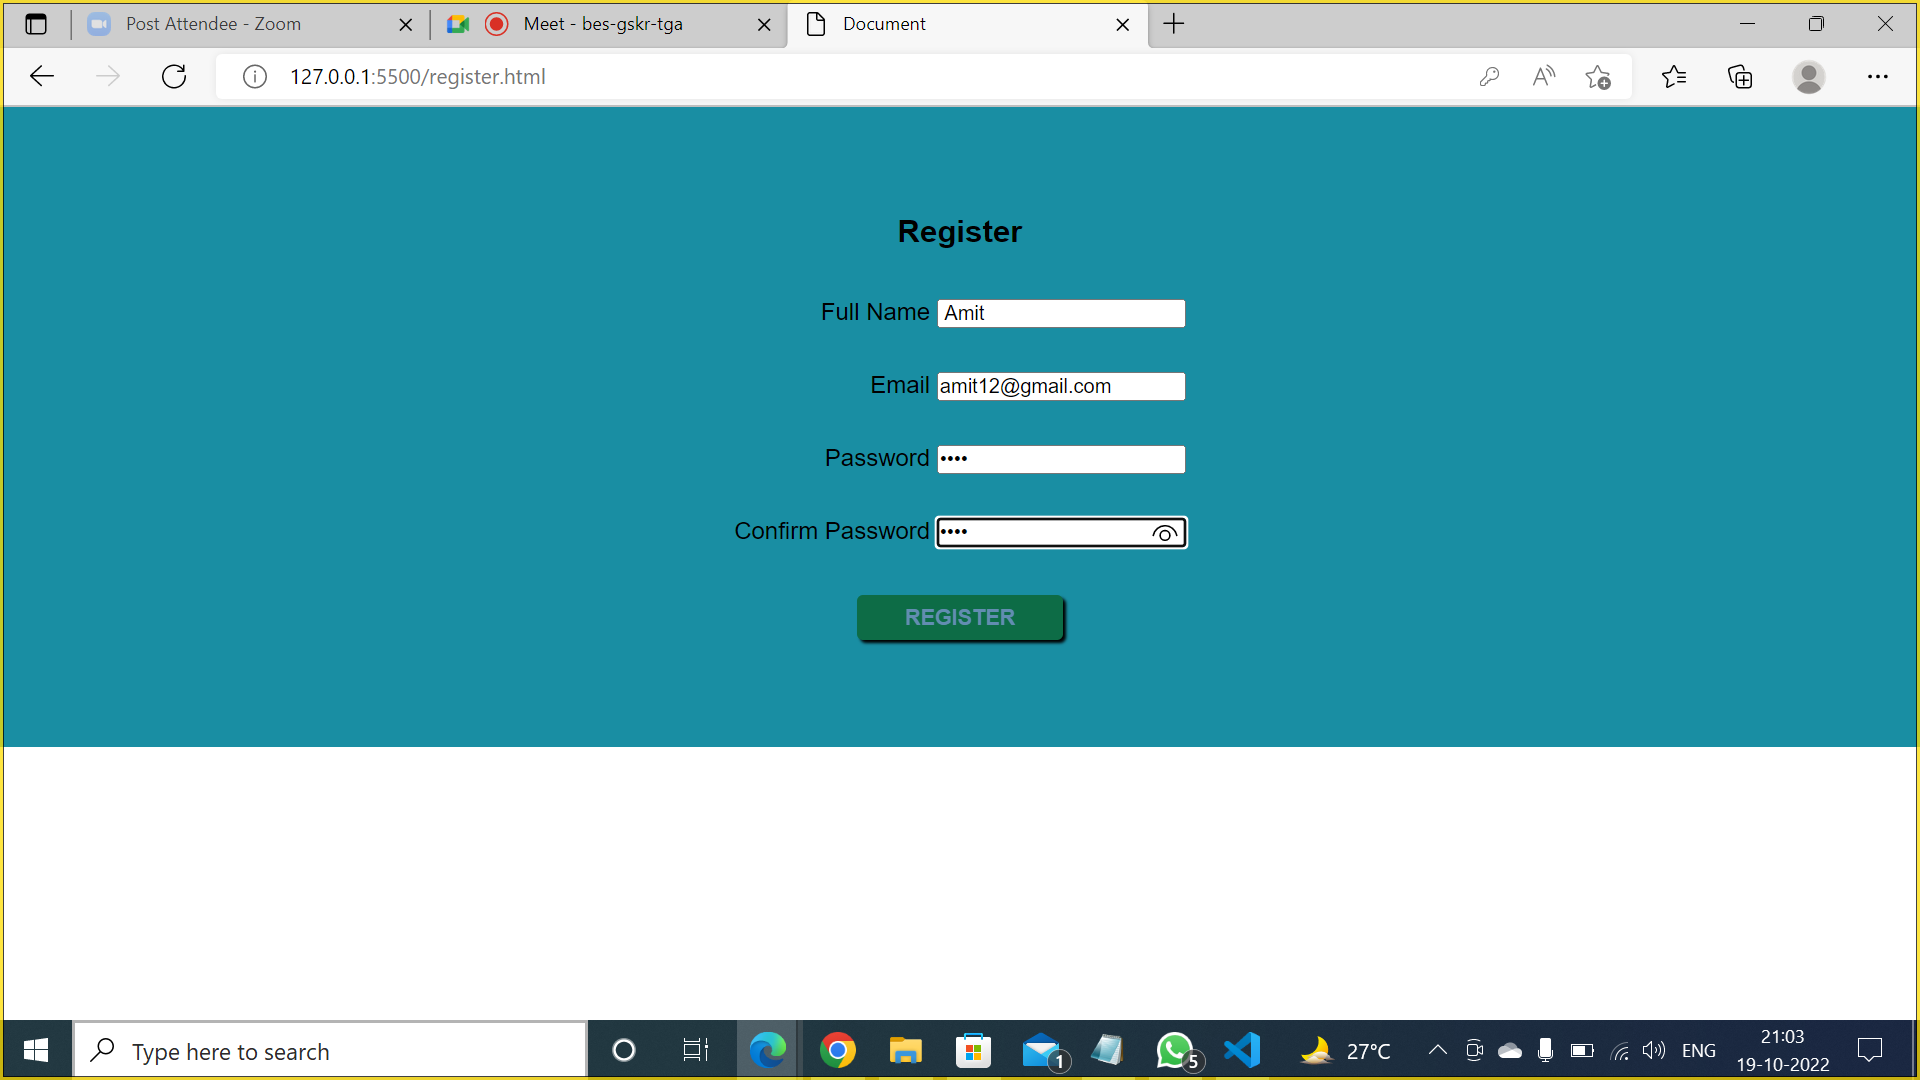 Post Attendee - Zoom
Meet - bes-gskr-tga
Document
127.0.0.1:5500/register.html
Register
Full Name Amit
Email amit12@gmail.com
Password ••••
Confirm Password ••••
REGISTER
Type here to search
1
5
27°C
ENG
21:03
19-10-2022